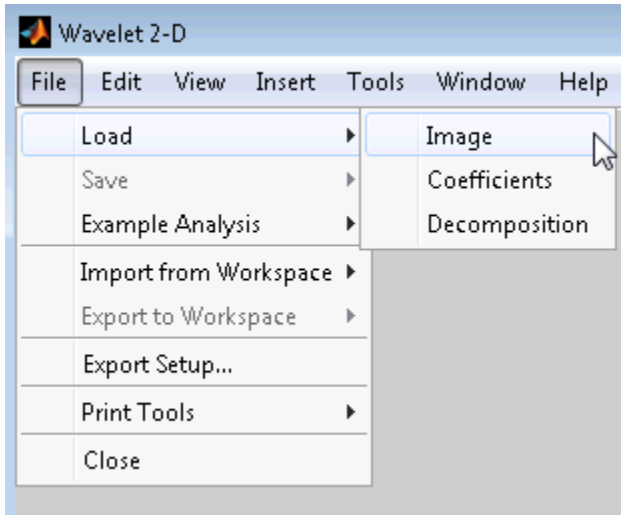 Wavelet 2-D
File Edit View Insert Tools Window Help
Load
Save
Example Analysis
Import from Workspace
Export to Workspace
Export Setup...
Print Tools
Close
Image
Coefficients
Decomposition